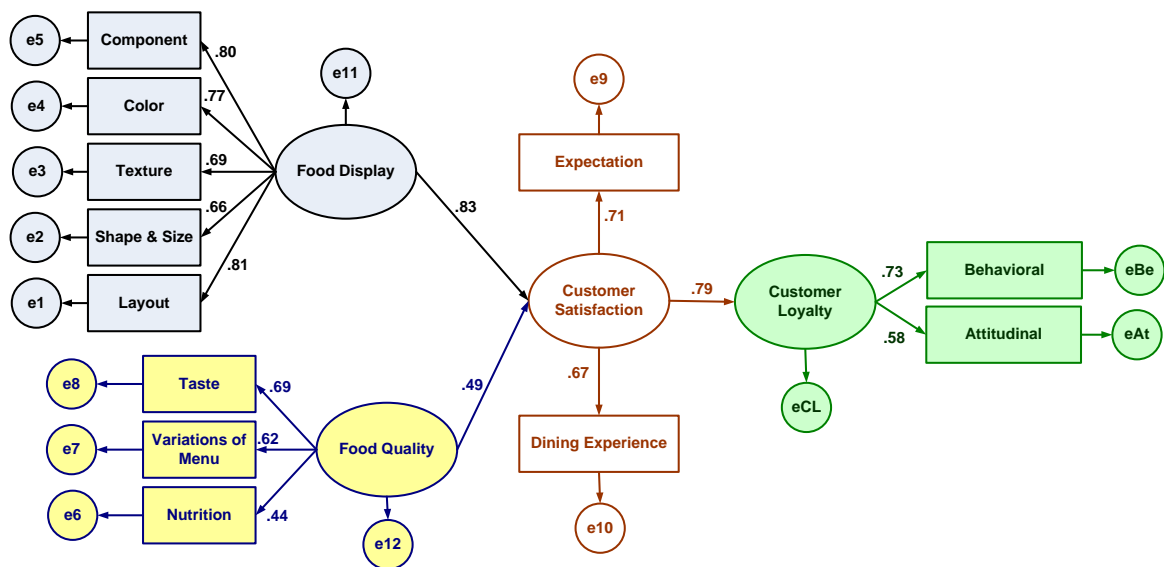 e5
Component
.80
e4
Color
.77
e3
Texture
.69
e2
Shape & Size
.66
e1
Layout
.81
e11
Food Display
.83
e8
Taste
.69
e7
Variations of
Menu
.62
e6
Nutrition
.44
Food Quality
e12
.49
e9
Expectation
.71
Customer
Satisfaction
.67
Dining Experience
e10
.79
Customer
Loyalty
eCL
.73
Behavioral
eBe
.58
Attitudinal
eAt